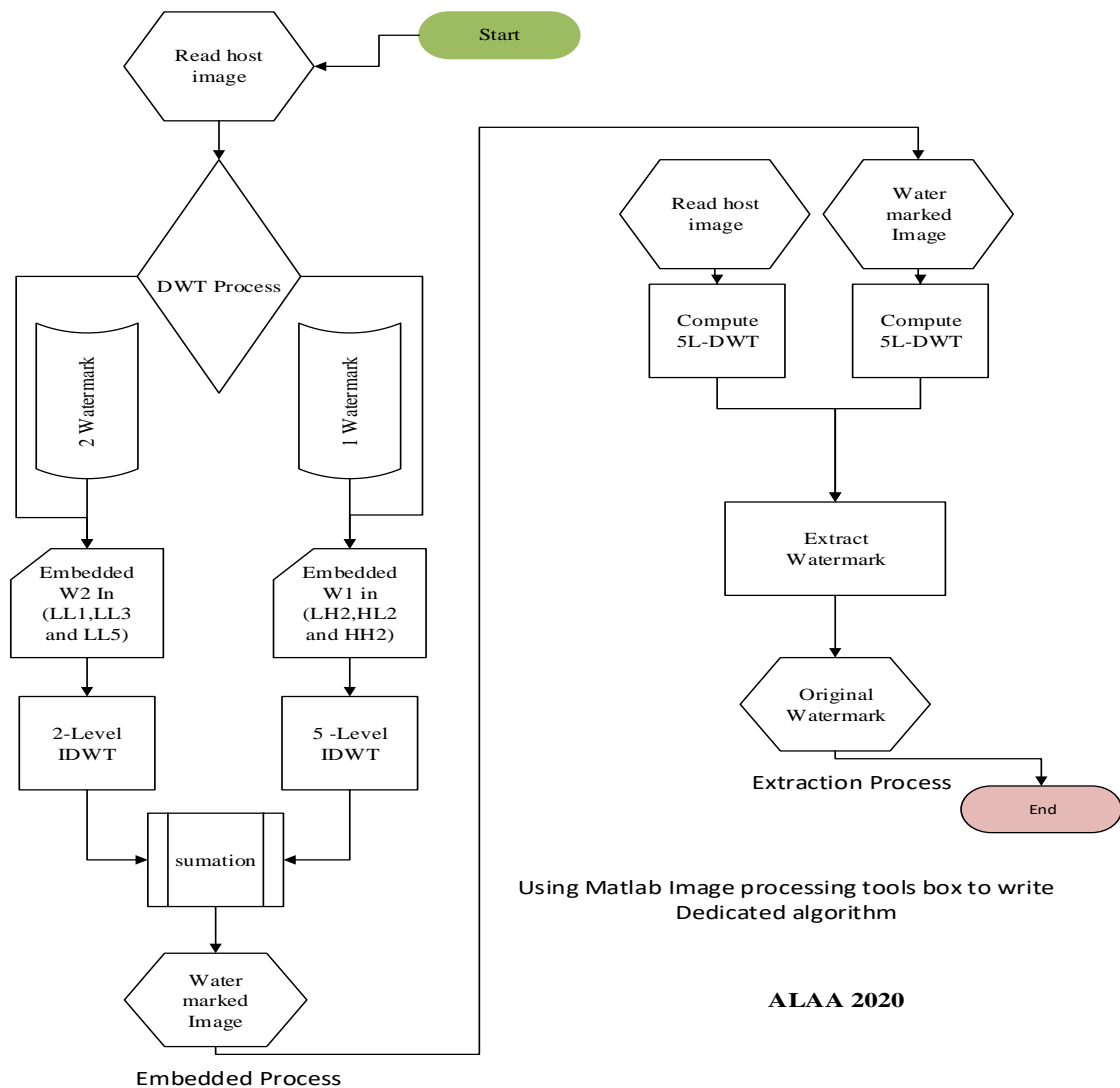 Start
Read host
image
DWT Process
2 Watermark
1 Watermark
Embedded
W2 In
(LL1,LL3
and LL5)
Embedded
W1 in
(LH2,HL2
and HH2)
2-Level
IDWT
5 -Level
IDWT
sumation
Water
marked
Image
Embedded Process
Read host
image
Water
marked
Image
Compute
5L-DWT
Compute
5L-DWT
Extract
Watermark
Original
Watermark
Extraction Process
End
Using Matlab Image processing tools box to write
Dedicated algorithm
ALAA 2020